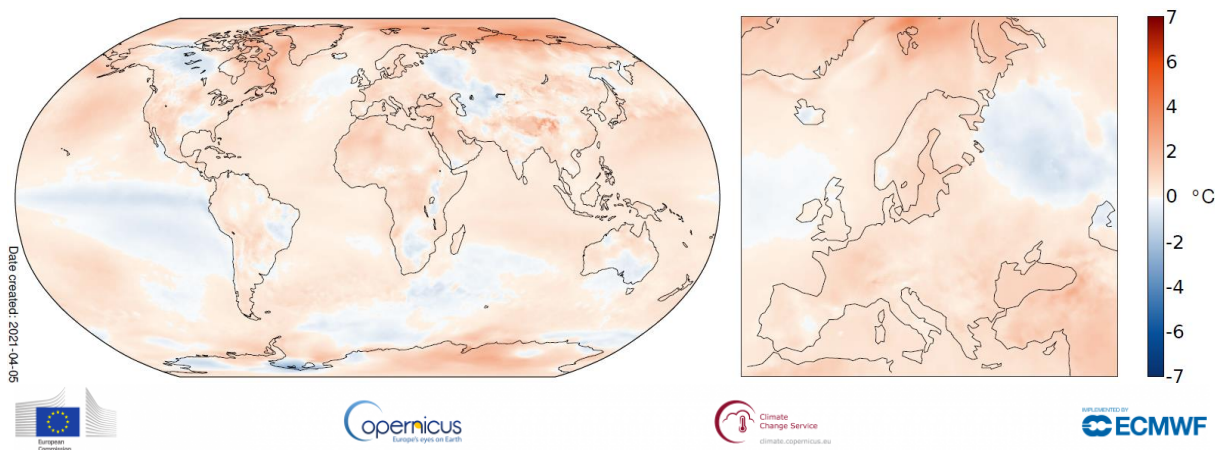 7
6
4
2
0 °C
-2
-4
-6
-7
Date created: 2021-04-05
European
Commission
opernicus
Europe's eyes on Earth
Climate
Change Service
climate.copernicus.eu
IMPLEMENTED BY
ECMWF